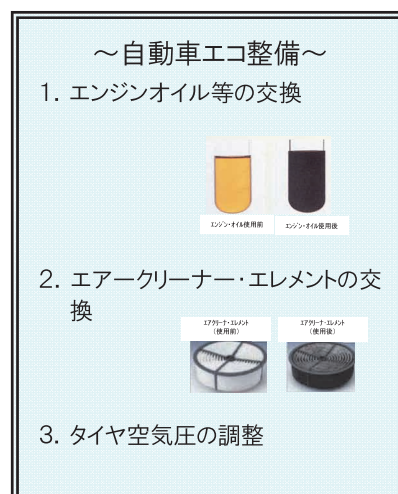 ～自動車エコ整備～
1. エンジンオイル等の交換
エンジン・オイル使用前
エンジン・オイル使用後
2. エアークリーナー・エレメントの交
換
エアクリーナ・エレメント
（使用前）
エアクリーナ・エレメント
（使用後）
3. タイヤ空気圧の調整